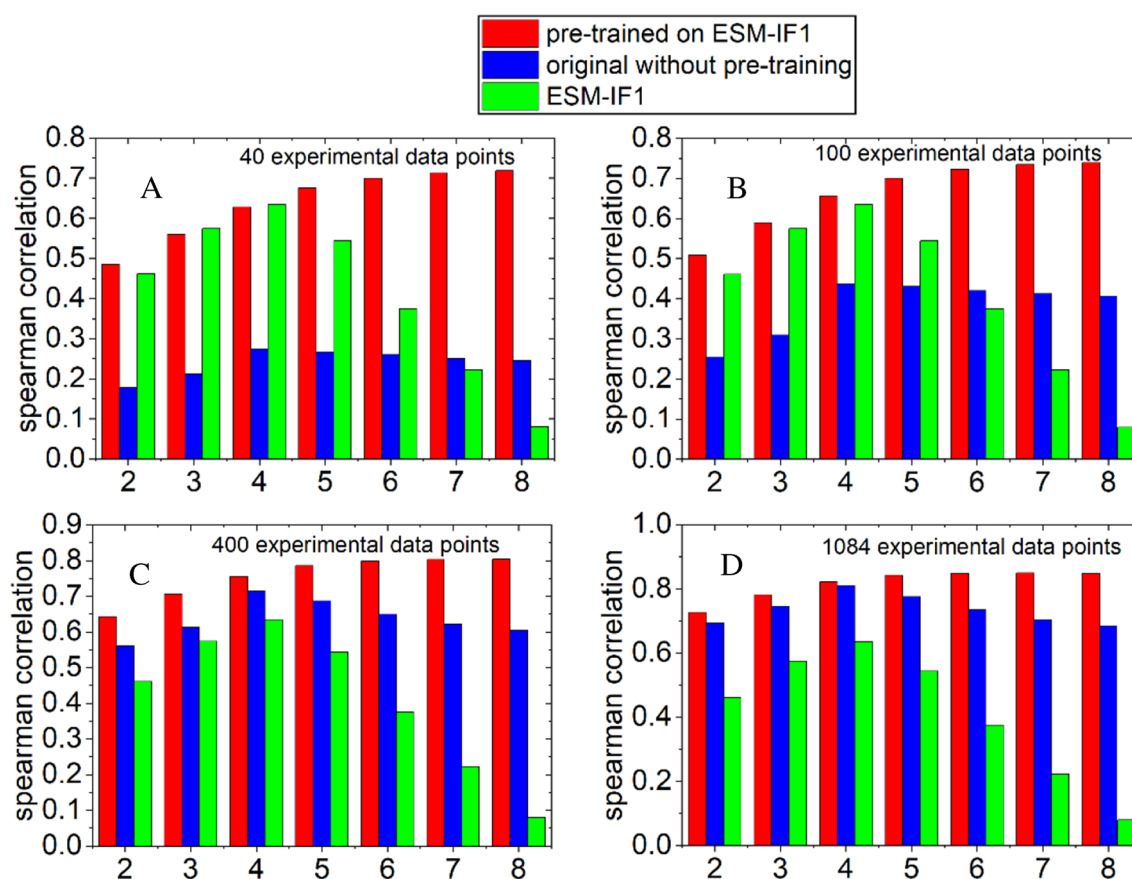 pre-trained on ESM-IF1
original without pre-training
ESM-IF1
40 experimental data points
A
spearman correlation
0.8
0.7
0.6
0.5
0.4
0.3
0.2
0.1
0.0
2 3 4 5 6 7 8
100 experimental data points
B
spearman correlation
0.8
0.7
0.6
0.5
0.4
0.3
0.2
0.1
0.0
2 3 4 5 6 7 8
400 experimental data points
C
spearman correlation
0.9
0.8
0.7
0.6
0.5
0.4
0.3
0.2
0.1
0.0
2 3 4 5 6 7 8
1084 experimental data points
D
spearman correlation
1.0
0.8
0.6
0.4
0.2
0.0
2 3 4 5 6 7 8